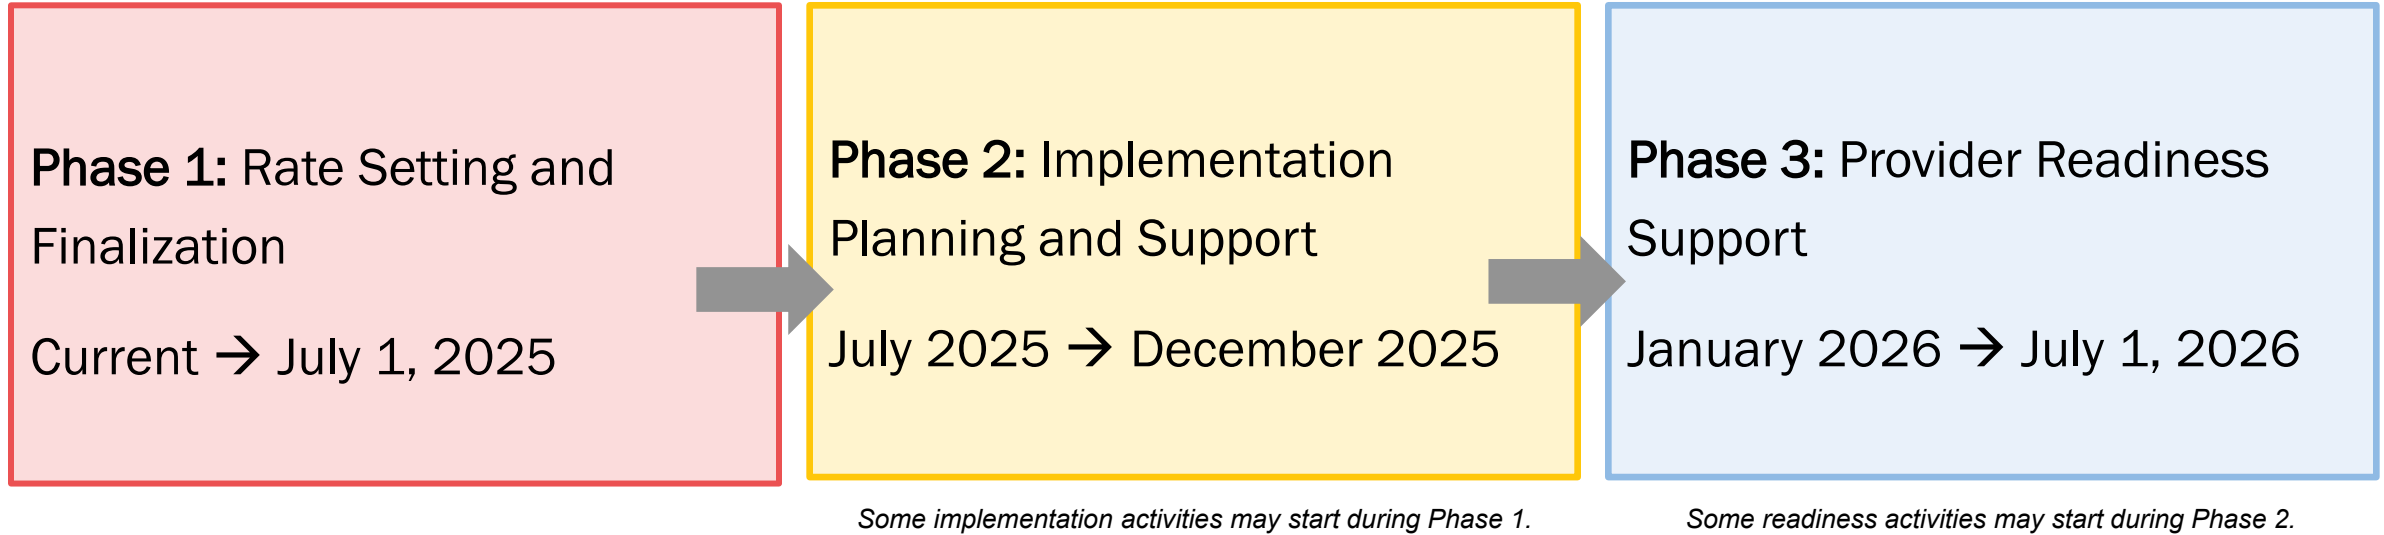 Phase 1: Rate Setting and
Finalization
Current → July 1, 2025
Phase 2: Implementation
Planning and Support
July 2025 → December 2025
Some implementation activities may start during Phase 1.
Phase 3: Provider Readiness
Support
January 2026 → July 1, 2026
Some readiness activities may start during Phase 2.